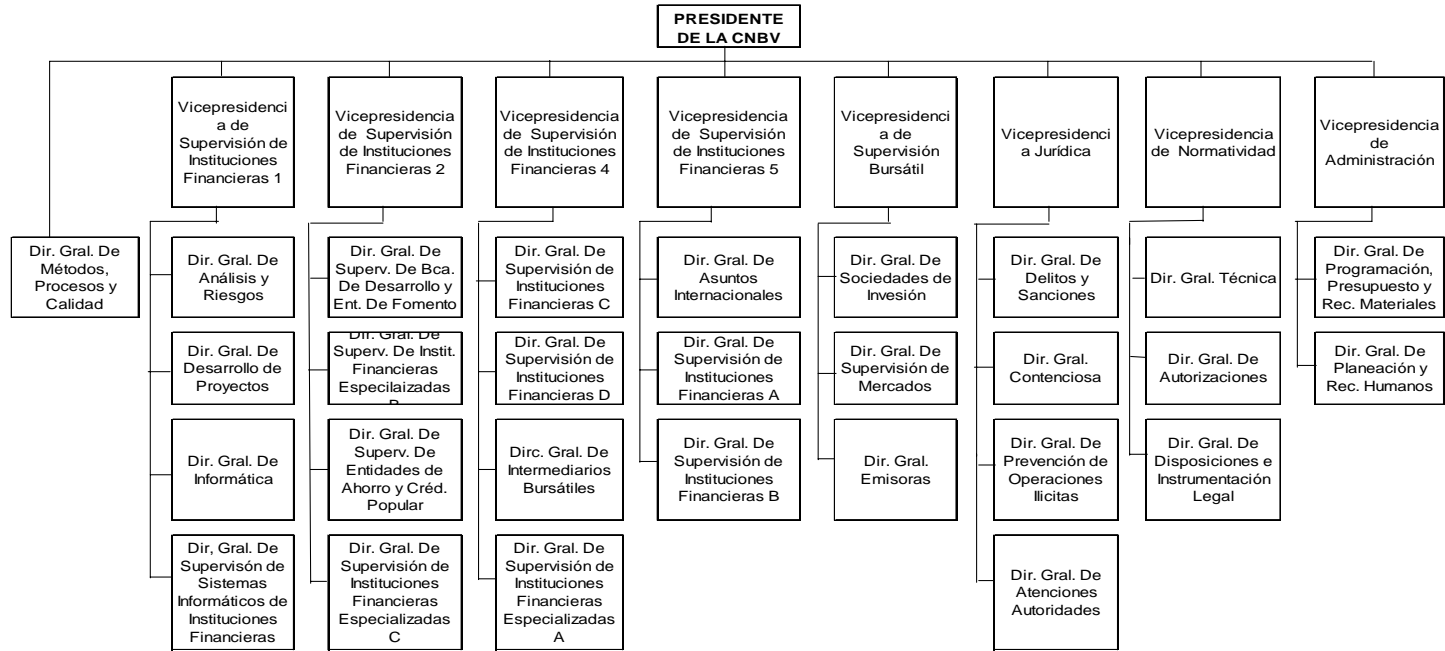 PRESIDENTE
DE LA CNBV
Vicepresidenci
a de
Supervisión de
Instituciones
Financieras 1
Vicepresidencia
de Supervisión
de Instituciones
Financieras 2
Vicepresidencia
de Supervisión
de Instituciones
Financieras 4
Vicepresidencia
de Supervisión
de Instituciones
Financieras 5
Vicepresidenci
a de
Supervisión
Bursátil
Vicepresidenci
a Jurídica
Vicepresidencia
de Normatividad
Vicepresidencia
de
Administración
Dir. Gral. De
Métodos,
Procesos y
Calidad
Dir. Gral. De
Análisis y
Riesgos
Dir. Gral. De
Superv. De Bca.
De Desarrollo y
Ent. De Fomento
Dir. Gral. De
Supervisión de
Instituciones
Financieras C
Dir. Gral. De
Asuntos
Internacionales
Dir. Gral. De
Sociedades de
Invesión
Dir. Gral. De
Delitos y
Sanciones
Dir. Gral. Técnica
Dir. Gral. De
Programación,
Presupuesto y
Rec. Materiales
Dir. Gral. De
Desarrollo de
Proyectos
Dir. Gral. De
Superv. De Instit.
Financieras
Especilaizadas
Dir. Gral. De
Supervisión de
Instituciones
Financieras D
Dir. Gral. De
Supervisión de
Instituciones
Financieras A
Dir. Gral. De
Supervisión de
Mercados
Dir. Gral.
Contenciosa
Dir. Gral. De
Autorizaciones
Dir. Gral. De
Planeación y
Rec. Humanos
Dir. Gral. De
Informática
Dir. Gral. De
Superv. De
Entidades de
Ahorro y Créd.
Popular
Dirc. Gral. De
Intermediarios
Bursátiles
Dir. Gral. De
Supervisión de
Instituciones
Financieras B
Dir. Gral.
Emisoras
Dir. Gral. De
Prevención de
Operaciones
Ilicitas
Dir. Gral. De
Disposiciones e
Instrumentación
Legal
Dir, Gral. De
Supervisón de
Sistemas
Informáticos de
Instituciones
Financieras
Dir. Gral. De
Supervisión de
Instituciones
Financieras
Especializadas
C
Dir. Gral. De
Supervisión de
Instituciones
Financieras
Especializadas
A
Dir. Gral. De
Atenciones
Autoridades